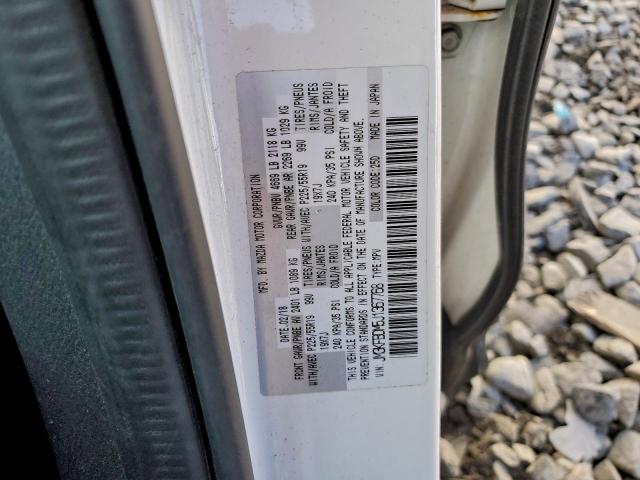 MFD. BY MAZDA MOTOR CORPORATION
DATE: 02/18 GVWR/PNBV 4669 LB 2118 KG
FRONT GAWR/PNBE AV 2401 LB 1089 KG REAR GAWR/PNBE AR 2269 LB 1029 KG
WITH/AVEC P225/55R19 99V TIRES/PNEUS WITH/AVEC P225/55R19 99V TIRES/PNEUS
19X7J RIMS/JANTES 19X7J RIMS/JANTES
240 KPA/35 PSI COLD/A FROID 240 KPA/35 PSI COLD/A FROID
THIS VEHICLE CONFORMS TO ALL APPLICABLE FEDERAL MOTOR VEHICLE SAFETY AND THEFT
PREVENTION STANDARDS IN EFFECT ON THE DATE OF MANUFACTURE SHOWN ABOVE.
VIN: JM3KFBDM5J1367768 TYPE:MPV COLOR CODE:25D MADE IN JAPAN